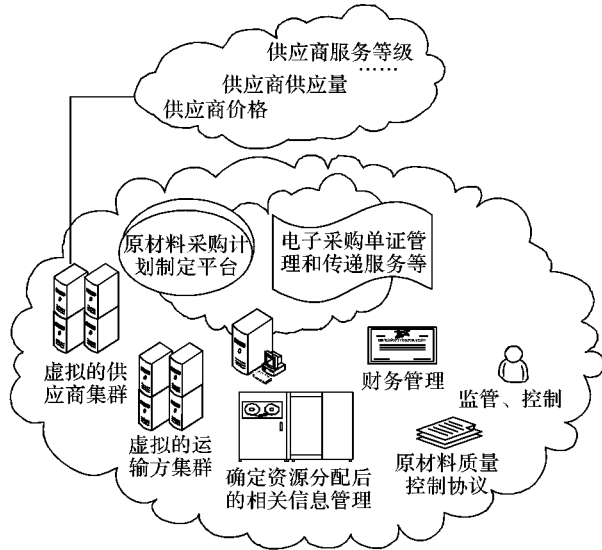 供应商服务等级
……
供应商供应量
供应商价格
原材料采购计
划制定平台
电子采购单证管
理和传递服务等
虚拟的供
应商集群
财务管理
监管、控制
虚拟的运
输方集群
确定资源分配后
的相关信息管理
原材料质量
控制协议